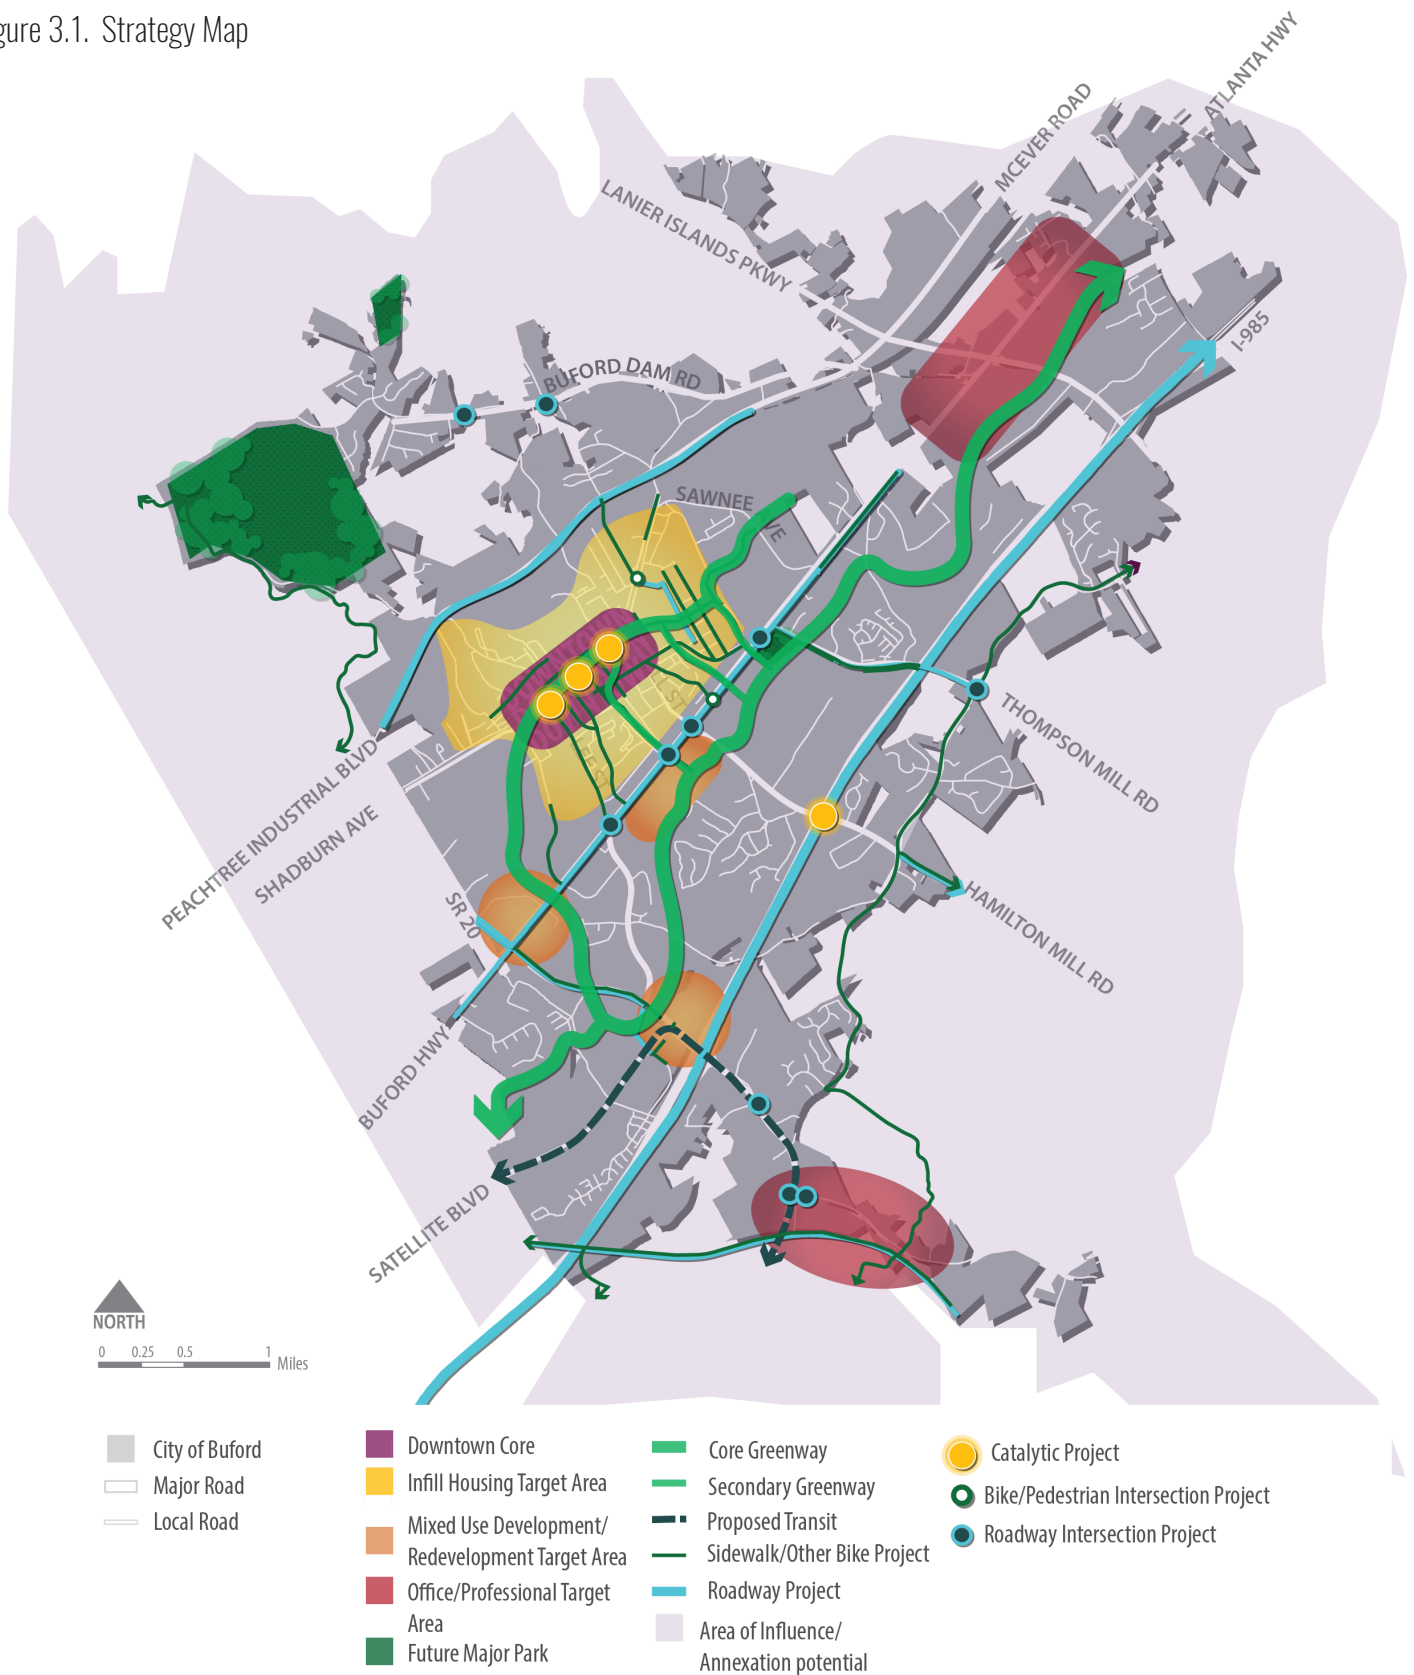 gure 3.1. Strategy Map
ATLANTA HWY
MCEVER ROAD
LANIER ISLANDS PKWY
I-985
BUFORD DAM RD
SAWNEE AVE
THOMPSON MILL RD
PEACHTREE INDUSTRIAL BLVD
SHADBURN AVE
SR 20
HAMILTON MILL RD
BUFORD HWY
SATELLITE BLVD
NORTH
0 0.25 0.5 1
Miles
City of Buford
Major Road
Local Road
Downtown Core
Infill Housing Target Area
Mixed Use Development/
Redevelopment Target Area
Office/Professional Target
Area
Future Major Park
Core Greenway
Secondary Greenway
Proposed Transit
Sidewalk/Other Bike Project
Roadway Project
Area of Influence/
Annexation potential
Catalytic Project
Bike/Pedestrian Intersection Project
Roadway Intersection Project